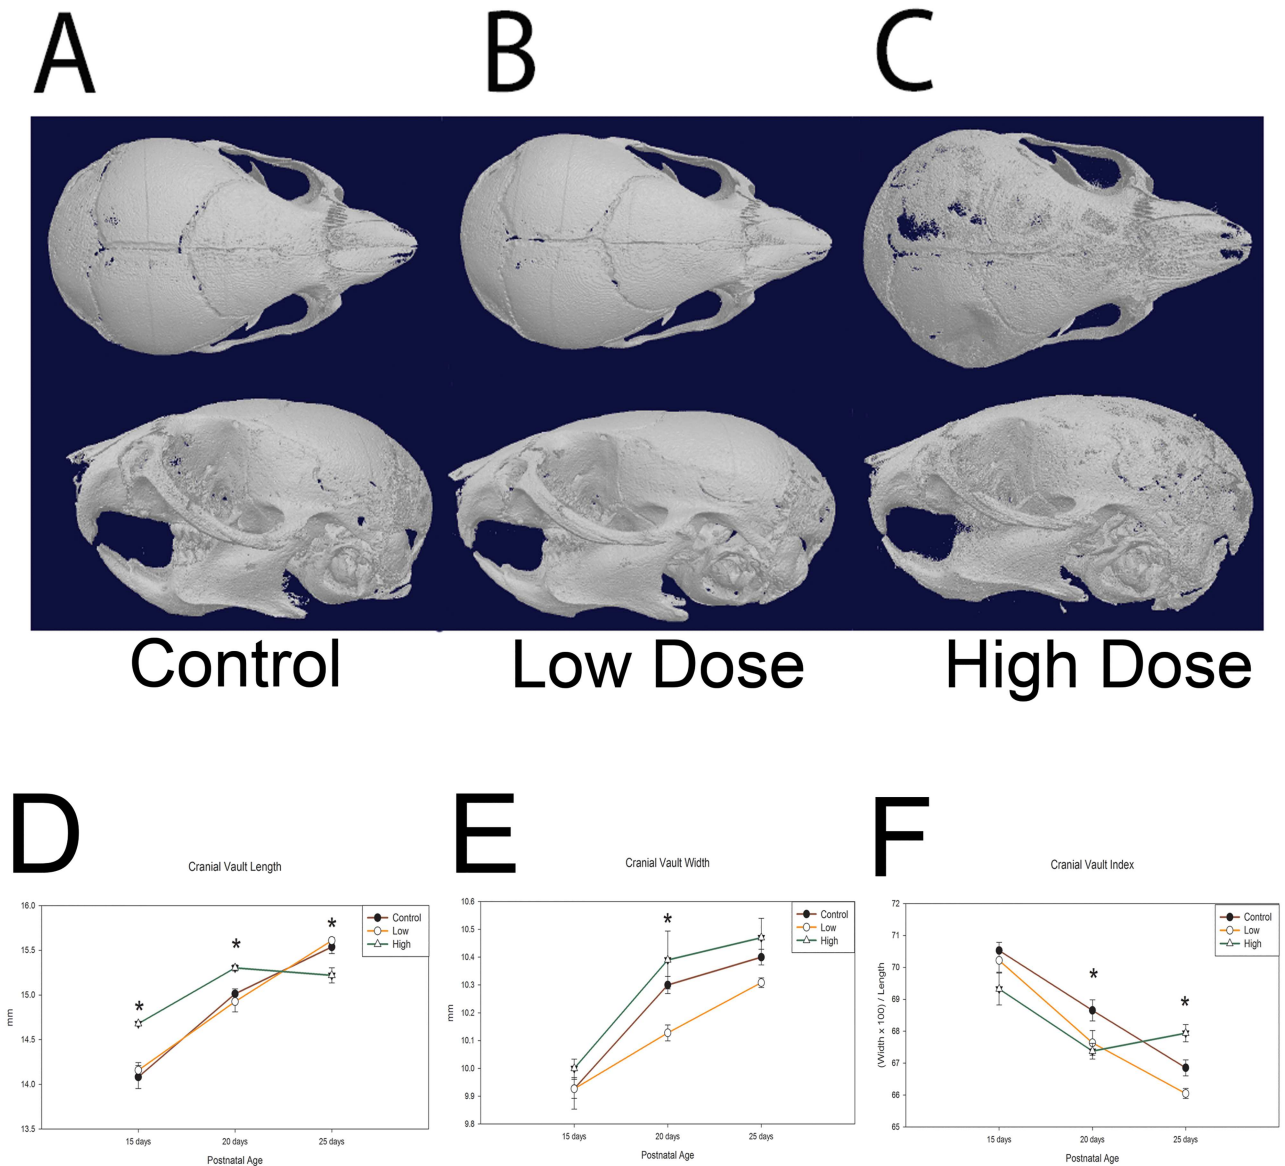 A
B
C
Control
Low Dose
High Dose
D
Cranial Vault Length
16.0
15.5
15.0
14.5
14.0
13.5
mm
*
*
*
Control
Low
High
15 days
20 days
25 days
Postnatal Age
E
Cranial Vault Width
10.6
10.5
10.4
10.3
10.2
10.1
10.0
9.9
9.8
mm
*
Control
Low
High
15 days
20 days
25 days
Postnatal Age
F
Cranial Vault Index
72
71
70
69
68
67
66
65
(Width x 100) / Length
*
*
Control
Low
High
15 days
20 days
25 days
Postnatal Age